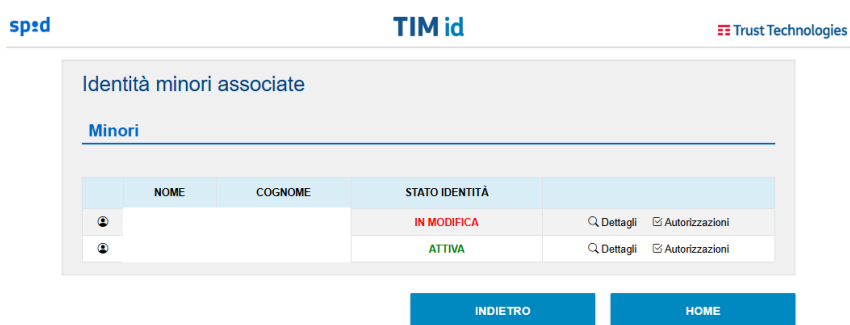 spid TIM id Trust Technologies
Identità minori associate
Minori
NOME COGNOME STATO IDENTITÀ
IN MODIFICA Dettagli Autorizzazioni
ATTIVA Dettagli Autorizzazioni
INDIETRO HOME